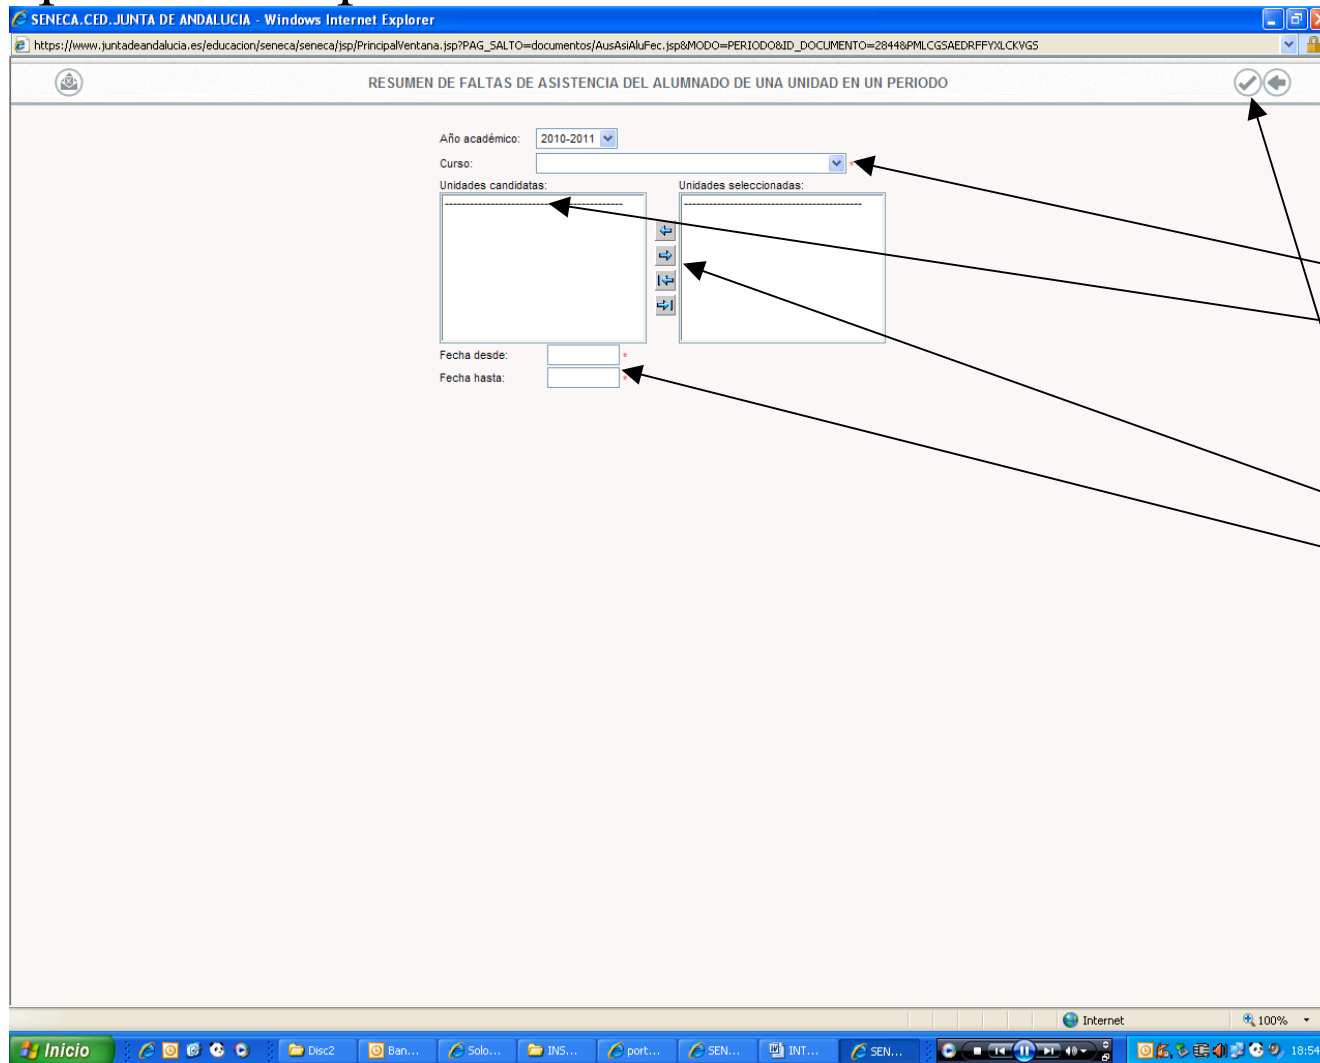 SENECA.CED.JUNTA DE ANDALUCIA - Windows Internet Explorer
https://www.juntadeandalucia.es/educacion/seneca/seneca/jsp/PrincipalVentana.jsp?PAG_SALTO=documentos/AusAsiAluFec.jsp&MODO=PERIODO&ID_DOCUMENTO=2844&PMLCGSAEDRFFYXLCKVGS
RESUMEN DE FALTAS DE ASISTENCIA DEL ALUMNADO DE UNA UNIDAD EN UN PERIODO
Año académico: 2010-2011
Curso: *
Unidades candidatas: Unidades seleccionadas:
Fecha desde: *
Fecha hasta: *
Internet 100%
Inicio Disc2 Ban... Solo... INS... port... SEN... INT... SEN... 18:54